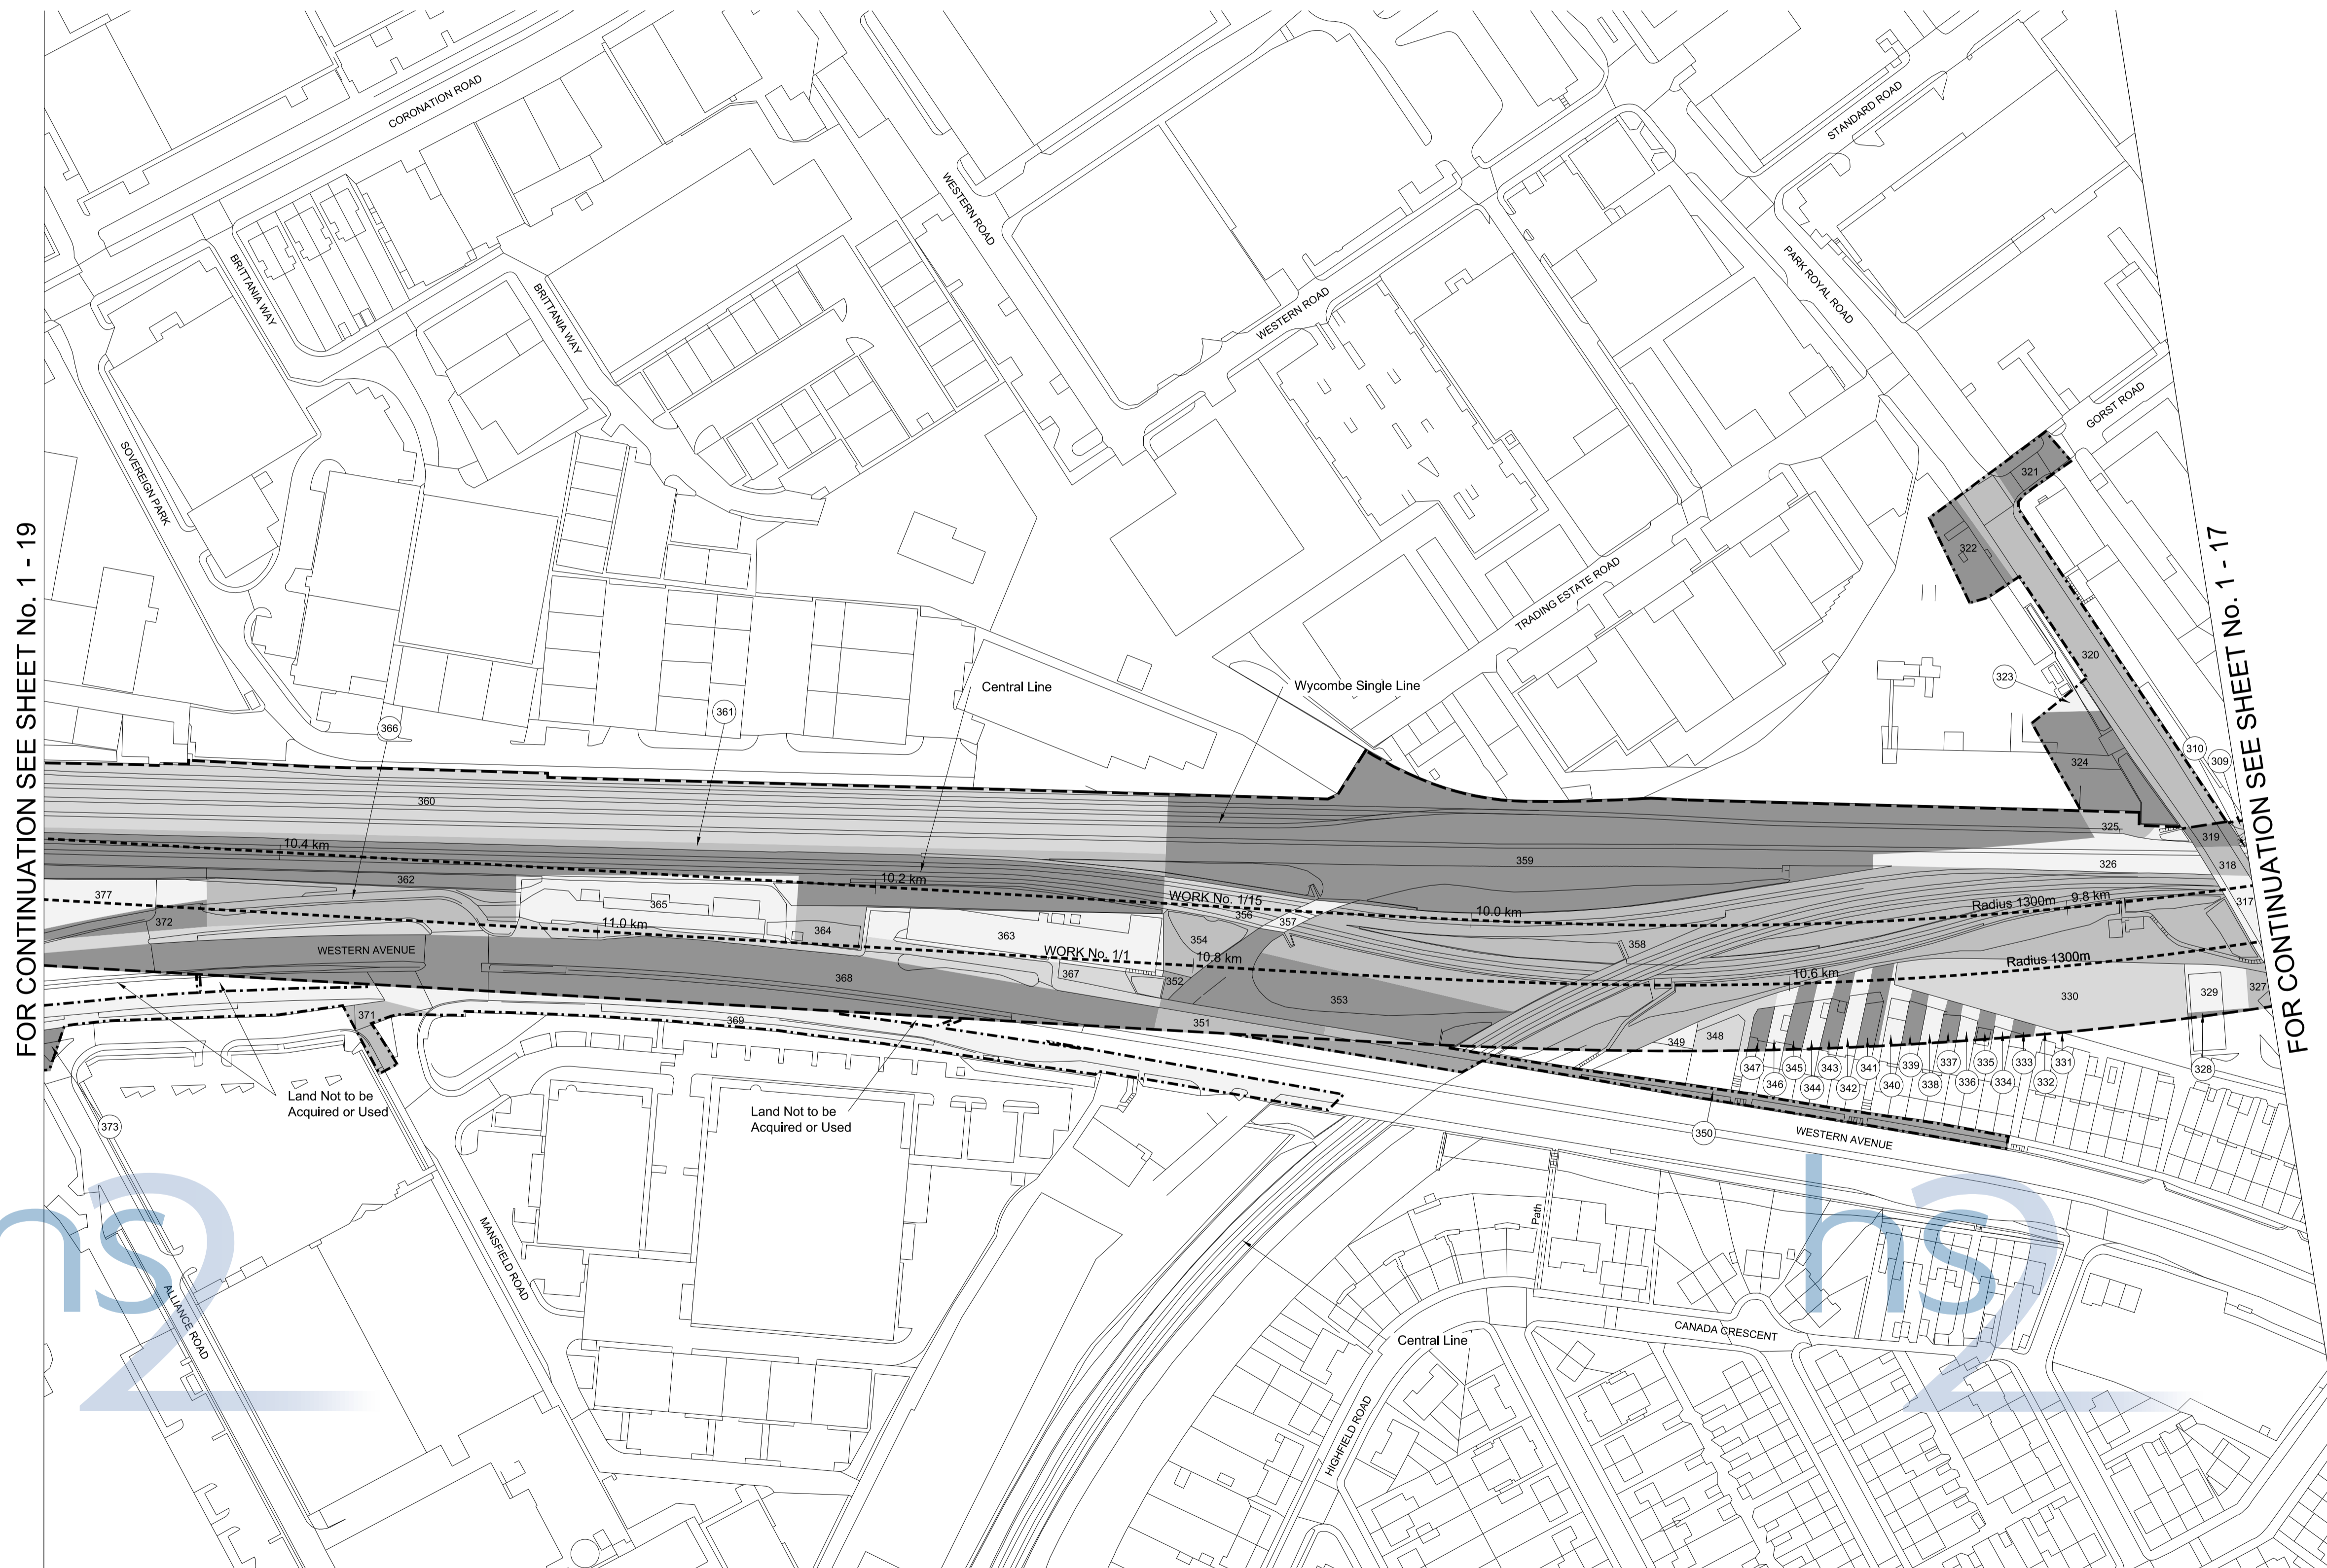 FOR CONTINUATION SEE SHEET No. 1 - 19
FOR CONTINUATION SEE SHEET No. 1 - 17
CORONATION ROAD
WESTERN ROAD
STANDARD ROAD
BRITTANIA WAY
BRITTANIA WAY
WESTERN ROAD
PARK ROYAL ROAD
GORST ROAD
SOVEREIGN PARK
TRADING ESTATE ROAD
321
322
320
323
310
309
324
Central Line
Wycombe Single Line
366
361
360
325
319
10.4 km
359
326
318
362
10.2 km
377
365
WORK No. 1/15
356
357
10.0 km
Radius 1300m
9.8 km
317
372
11.0 km
364
363
354
358
WESTERN AVENUE
WORK No. 1/1
10.8 km
Radius 1300m
368
367
352
353
10.6 km
330
329
327
371
369
351
349
348
347
346
345
344
343
342
341
340
339
338
337
336
335
334
333
332
331
328
350
WESTERN AVENUE
Land Not to be
Acquired or Used
Land Not to be
Acquired or Used
373
MANSFIELD ROAD
ALLIANCE ROAD
Path
CANADA CRESCENT
Central Line
HIGHFIELD ROAD
hs2
hs2